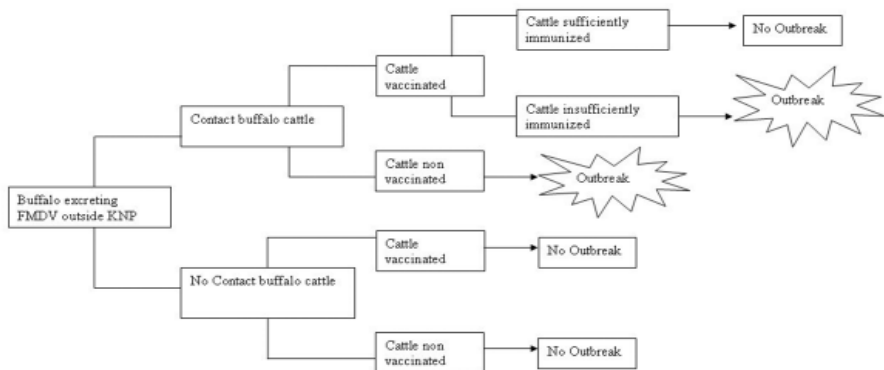 Cattle sufficiently
immunized
No Outbreak
Cattle
vaccinated
Cattle insufficiently
immunized
Outbreak
Contact buffalo cattle
Cattle non
vaccinated
Outbreak
Buffalo excreting
FMDV outside KNP
Cattle
vaccinated
No Outbreak
No Contact buffalo cattle
Cattle non
vaccinated
No Outbreak